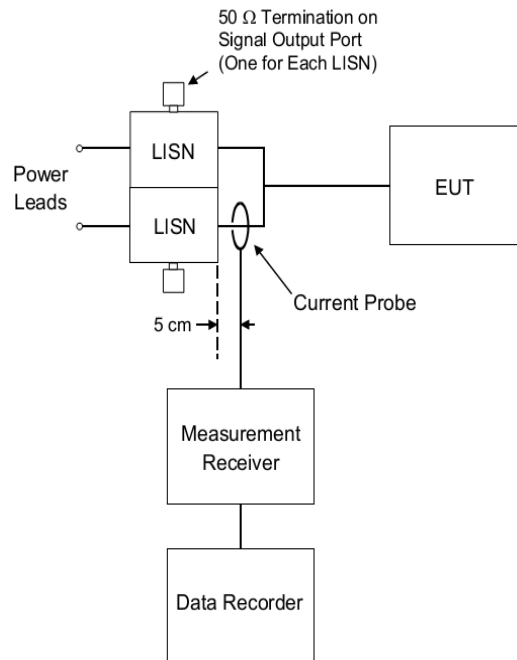 50 Ω Termination on
Signal Output Port
(One for Each LISN)
LISN
Power
Leads
EUT
LISN
Current Probe
5 cm
Measurement
Receiver
Data Recorder